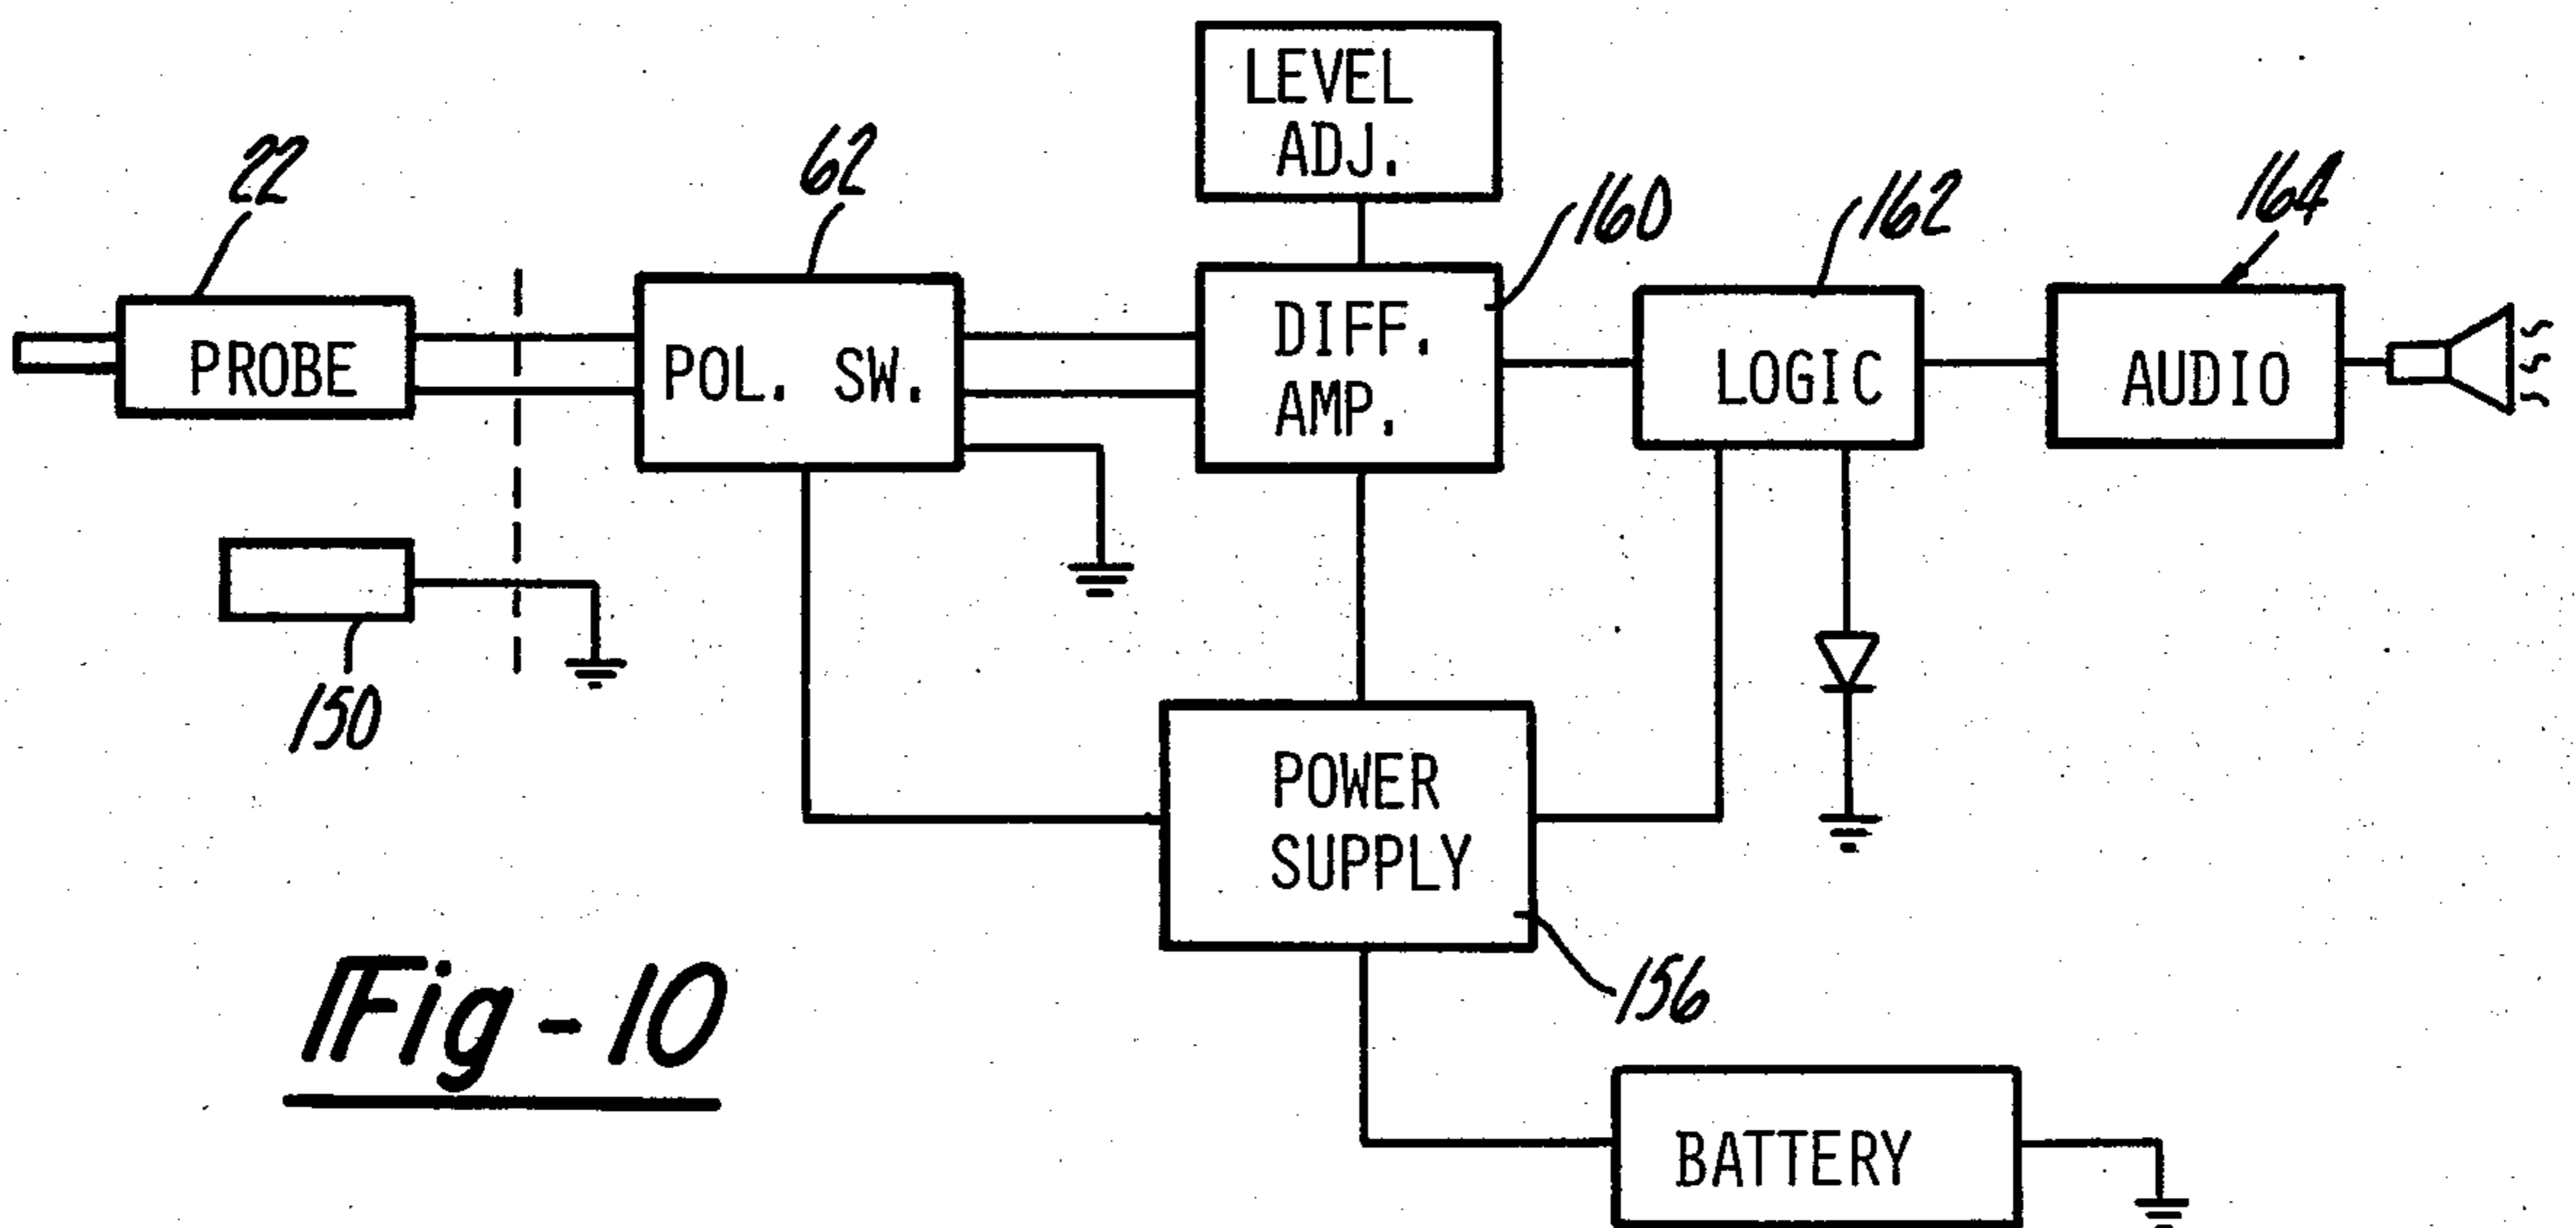 LEVEL
ADJ.
22
62
160
162
164
PROBE
POL. SW.
DIFF.
AMP.
LOGIC
AUDIO
150
POWER
SUPPLY
156
Fig-10
BATTERY